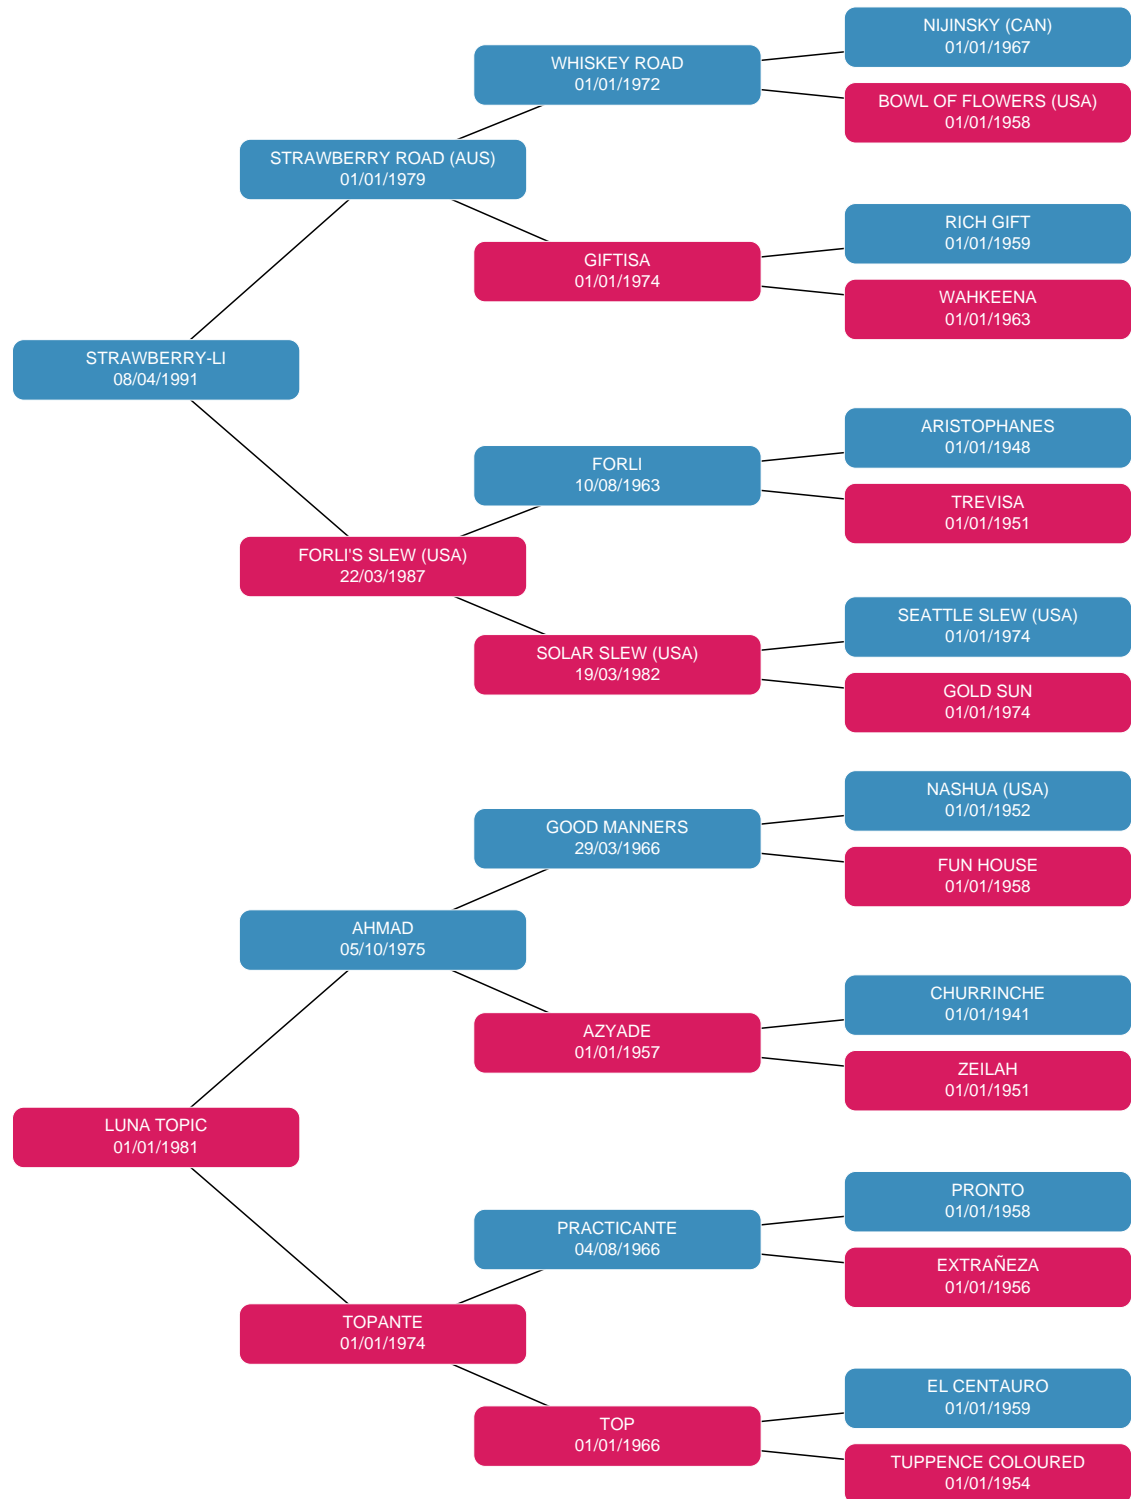 NIJINSKY (CAN)
01/01/1967
WHISKEY ROAD
01/01/1972
BOWL OF FLOWERS (USA)
01/01/1958
STRAWBERRY ROAD (AUS)
01/01/1979
RICH GIFT
01/01/1959
GIFTISA
01/01/1974
WAHKEENA
01/01/1963
STRAWBERRY-LI
08/04/1991
ARISTOPHANES
01/01/1948
FORLI
10/08/1963
TREVISA
01/01/1951
FORLI'S SLEW (USA)
22/03/1987
SEATTLE SLEW (USA)
01/01/1974
SOLAR SLEW (USA)
19/03/1982
GOLD SUN
01/01/1974
NASHUA (USA)
01/01/1952
GOOD MANNERS
29/03/1966
FUN HOUSE
01/01/1958
AHMAD
05/10/1975
CHURRINCHE
01/01/1941
AZYADE
01/01/1957
ZEILAH
01/01/1951
LUNA TOPIC
01/01/1981
PRONTO
01/01/1958
PRACTICANTE
04/08/1966
EXTRAÑEZA
01/01/1956
TOPANTE
01/01/1974
EL CENTAURO
01/01/1959
TOP
01/01/1966
TUPPENCE COLOURED
01/01/1954